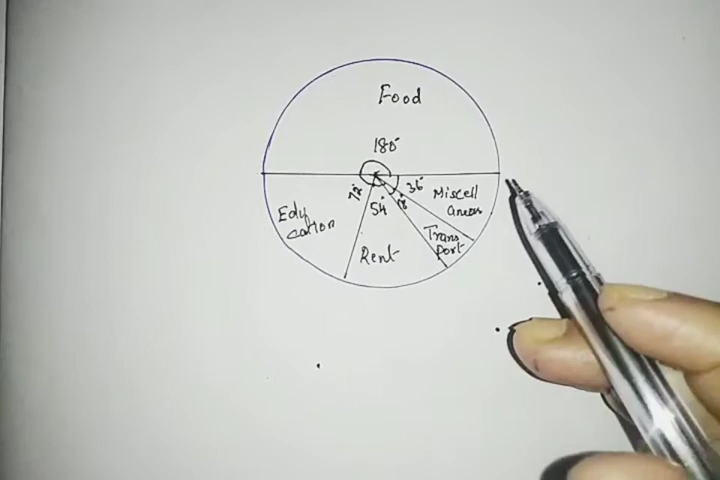 Food
180°
36°
18°
54°
72°
Miscell
aneous
Edu
cation
Trans
port
Rent